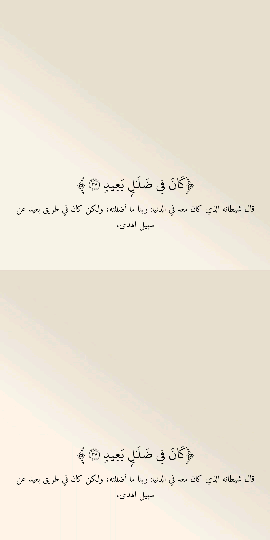 ﴿كَانَ فِي ضَلَٰلٍۭ بَعِيدٍ ۝٢٧﴾
قال شيطانه الذي كان معه في الدنيا: ربنا ما أضللته، ولكن كان في طريق بعيد عن
سبيل الهدى.
﴿كَانَ فِي ضَلَٰلٍۭ بَعِيدٍ ۝٢٧﴾
قال شيطانه الذي كان معه في الدنيا: ربنا ما أضللته، ولكن كان في طريق بعيد عن
سبيل الهدى.